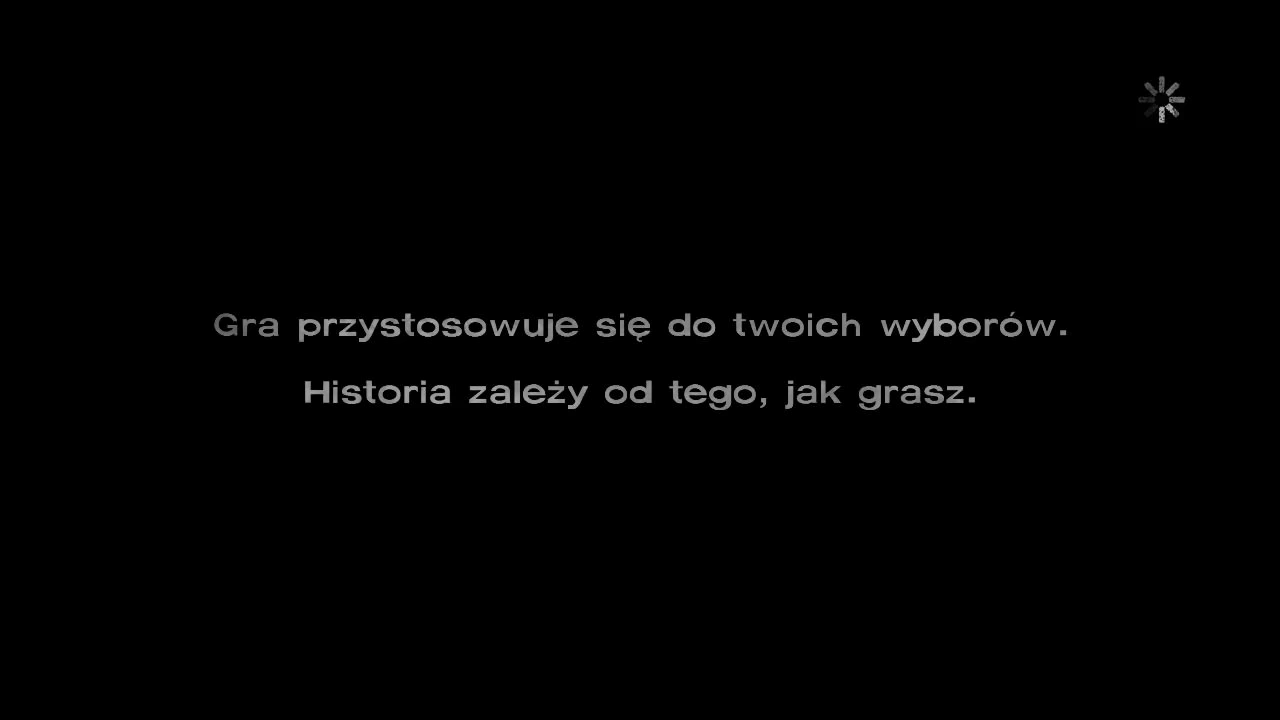 Gra przystosowuje się do twoich wyborów.
Historia zależy od tego, jak grasz.